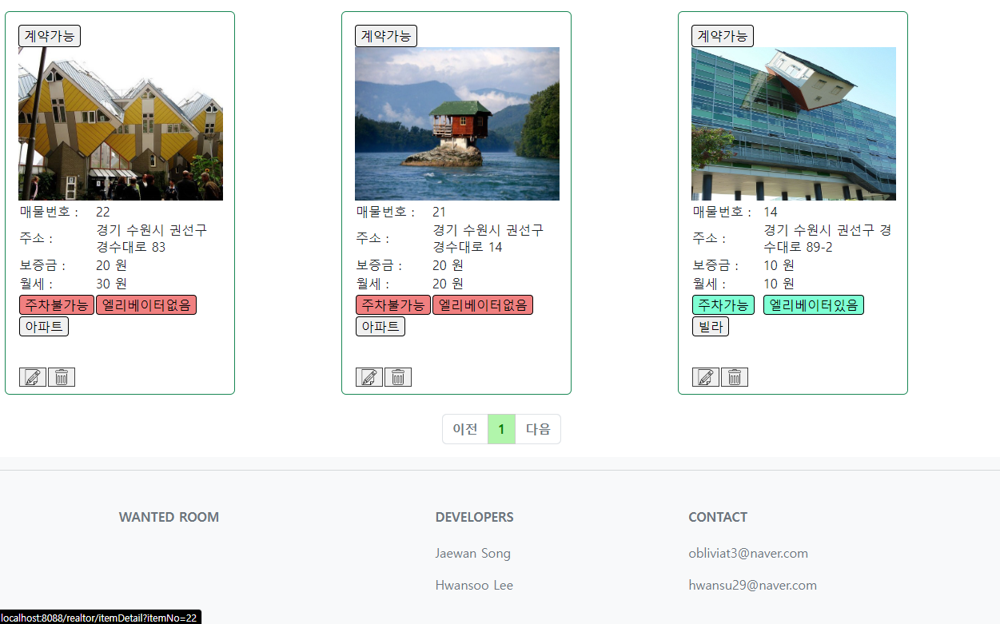 계약가능
매물번호 : 22
주소 : 경기 수원시 권선구
경수대로 83
보증금 : 20 원
월세 : 30 원
주차불가능 엘리베이터없음
아파트
계약가능
매물번호 : 21
주소 : 경기 수원시 권선구
경수대로 14
보증금 : 20 원
월세 : 20 원
주차불가능 엘리베이터없음
아파트
계약가능
매물번호 : 14
주소 : 경기 수원시 권선구 경
수대로 89-2
보증금 : 10 원
월세 : 10 원
주차가능 엘리베이터있음
빌라
이전 1 다음
WANTED ROOM
DEVELOPERS
Jaewan Song
Hwansoo Lee
CONTACT
obliviat3@naver.com
hwansu29@naver.com
localhost:8088/realtor/itemDetail?itemNo=22